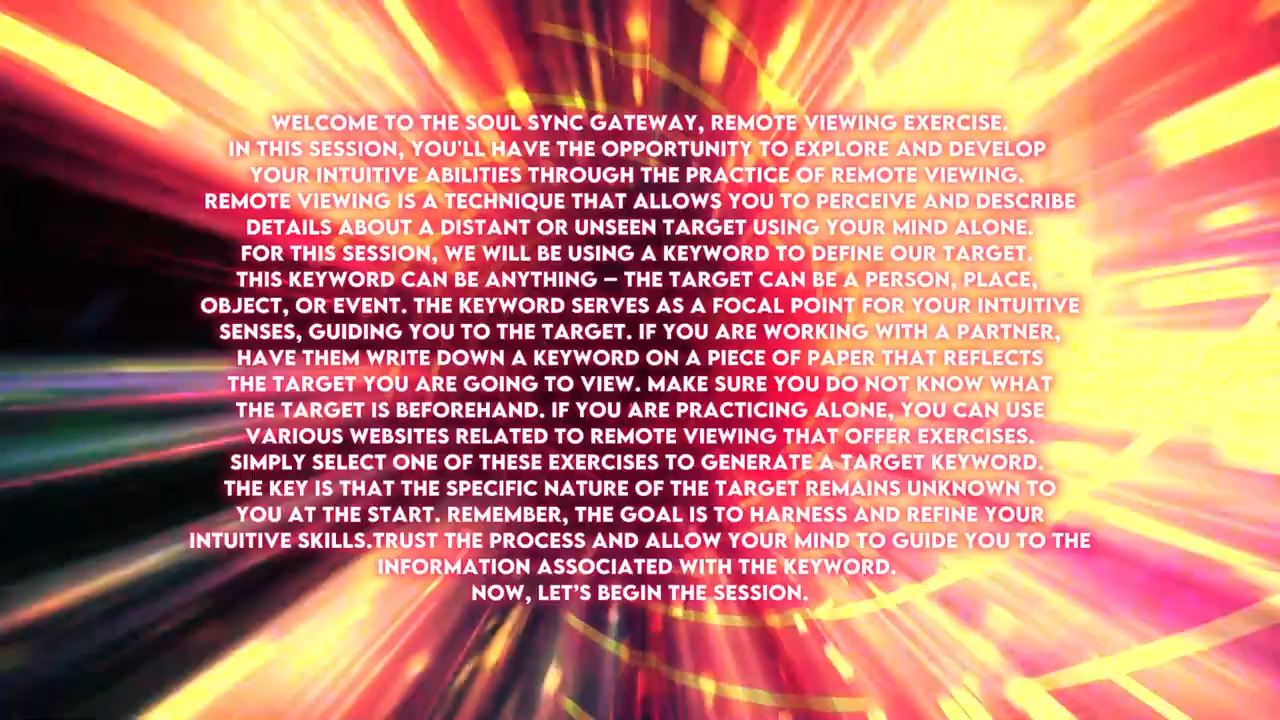 WELCOME TO THE SOUL SYNC GATEWAY, REMOTE VIEWING EXERCISE.
IN THIS SESSION, YOU'LL HAVE THE OPPORTUNITY TO EXPLORE AND DEVELOP
YOUR INTUITIVE ABILITIES THROUGH THE PRACTICE OF REMOTE VIEWING.
REMOTE VIEWING IS A TECHNIQUE THAT ALLOWS YOU TO PERCEIVE AND DESCRIBE
DETAILS ABOUT A DISTANT OR UNSEEN TARGET USING YOUR MIND ALONE.
FOR THIS SESSION, WE WILL BE USING A KEYWORD TO DEFINE OUR TARGET.
THIS KEYWORD CAN BE ANYTHING – THE TARGET CAN BE A PERSON, PLACE,
OBJECT, OR EVENT. THE KEYWORD SERVES AS A FOCAL POINT FOR YOUR INTUITIVE
SENSES, GUIDING YOU TO THE TARGET. IF YOU ARE WORKING WITH A PARTNER,
HAVE THEM WRITE DOWN A KEYWORD ON A PIECE OF PAPER THAT REFLECTS
THE TARGET YOU ARE GOING TO VIEW. MAKE SURE YOU DO NOT KNOW WHAT
THE TARGET IS BEFOREHAND. IF YOU ARE PRACTICING ALONE, YOU CAN USE
VARIOUS WEBSITES RELATED TO REMOTE VIEWING THAT OFFER EXERCISES.
SIMPLY SELECT ONE OF THESE EXERCISES TO GENERATE A TARGET KEYWORD.
THE KEY IS THAT THE SPECIFIC NATURE OF THE TARGET REMAINS UNKNOWN TO
YOU AT THE START. REMEMBER, THE GOAL IS TO HARNESS AND REFINE YOUR
INTUITIVE SKILLS.TRUST THE PROCESS AND ALLOW YOUR MIND TO GUIDE YOU TO THE
INFORMATION ASSOCIATED WITH THE KEYWORD.
NOW, LET'S BEGIN THE SESSION.